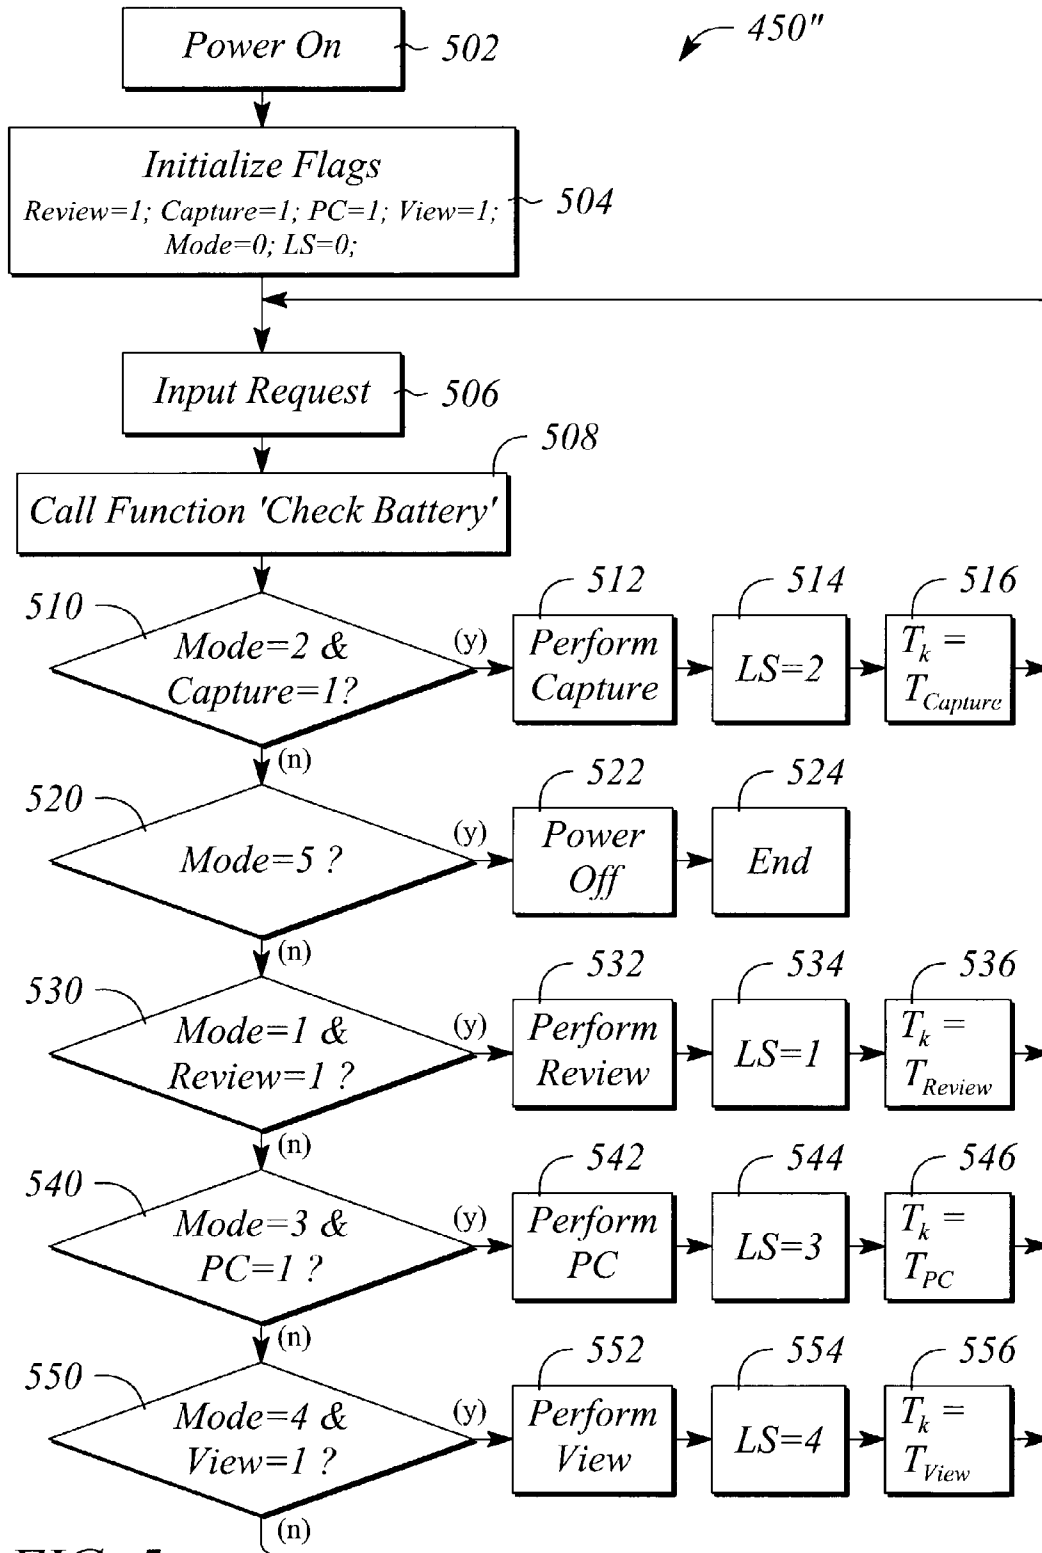 450"
Power On
502
Initialize Flags
Review=1; Capture=1; PC=1; View=1;
Mode=0; LS=0;
504
Input Request
506
508
Call Function 'Check Battery'
510
Mode=2 &
Capture=1?
(y)
(n)
512
Perform
Capture
514
LS=2
516
Tk =
TCapture
520
Mode=5 ?
(y)
(n)
522
Power
Off
524
End
530
Mode=1 &
Review=1 ?
(y)
(n)
532
Perform
Review
534
LS=1
536
Tk =
TReview
540
Mode=3 &
PC=1 ?
(y)
(n)
542
Perform
PC
544
LS=3
546
Tk =
TPC
550
Mode=4 &
View=1 ?
(y)
(n)
552
Perform
View
554
LS=4
556
Tk =
TView